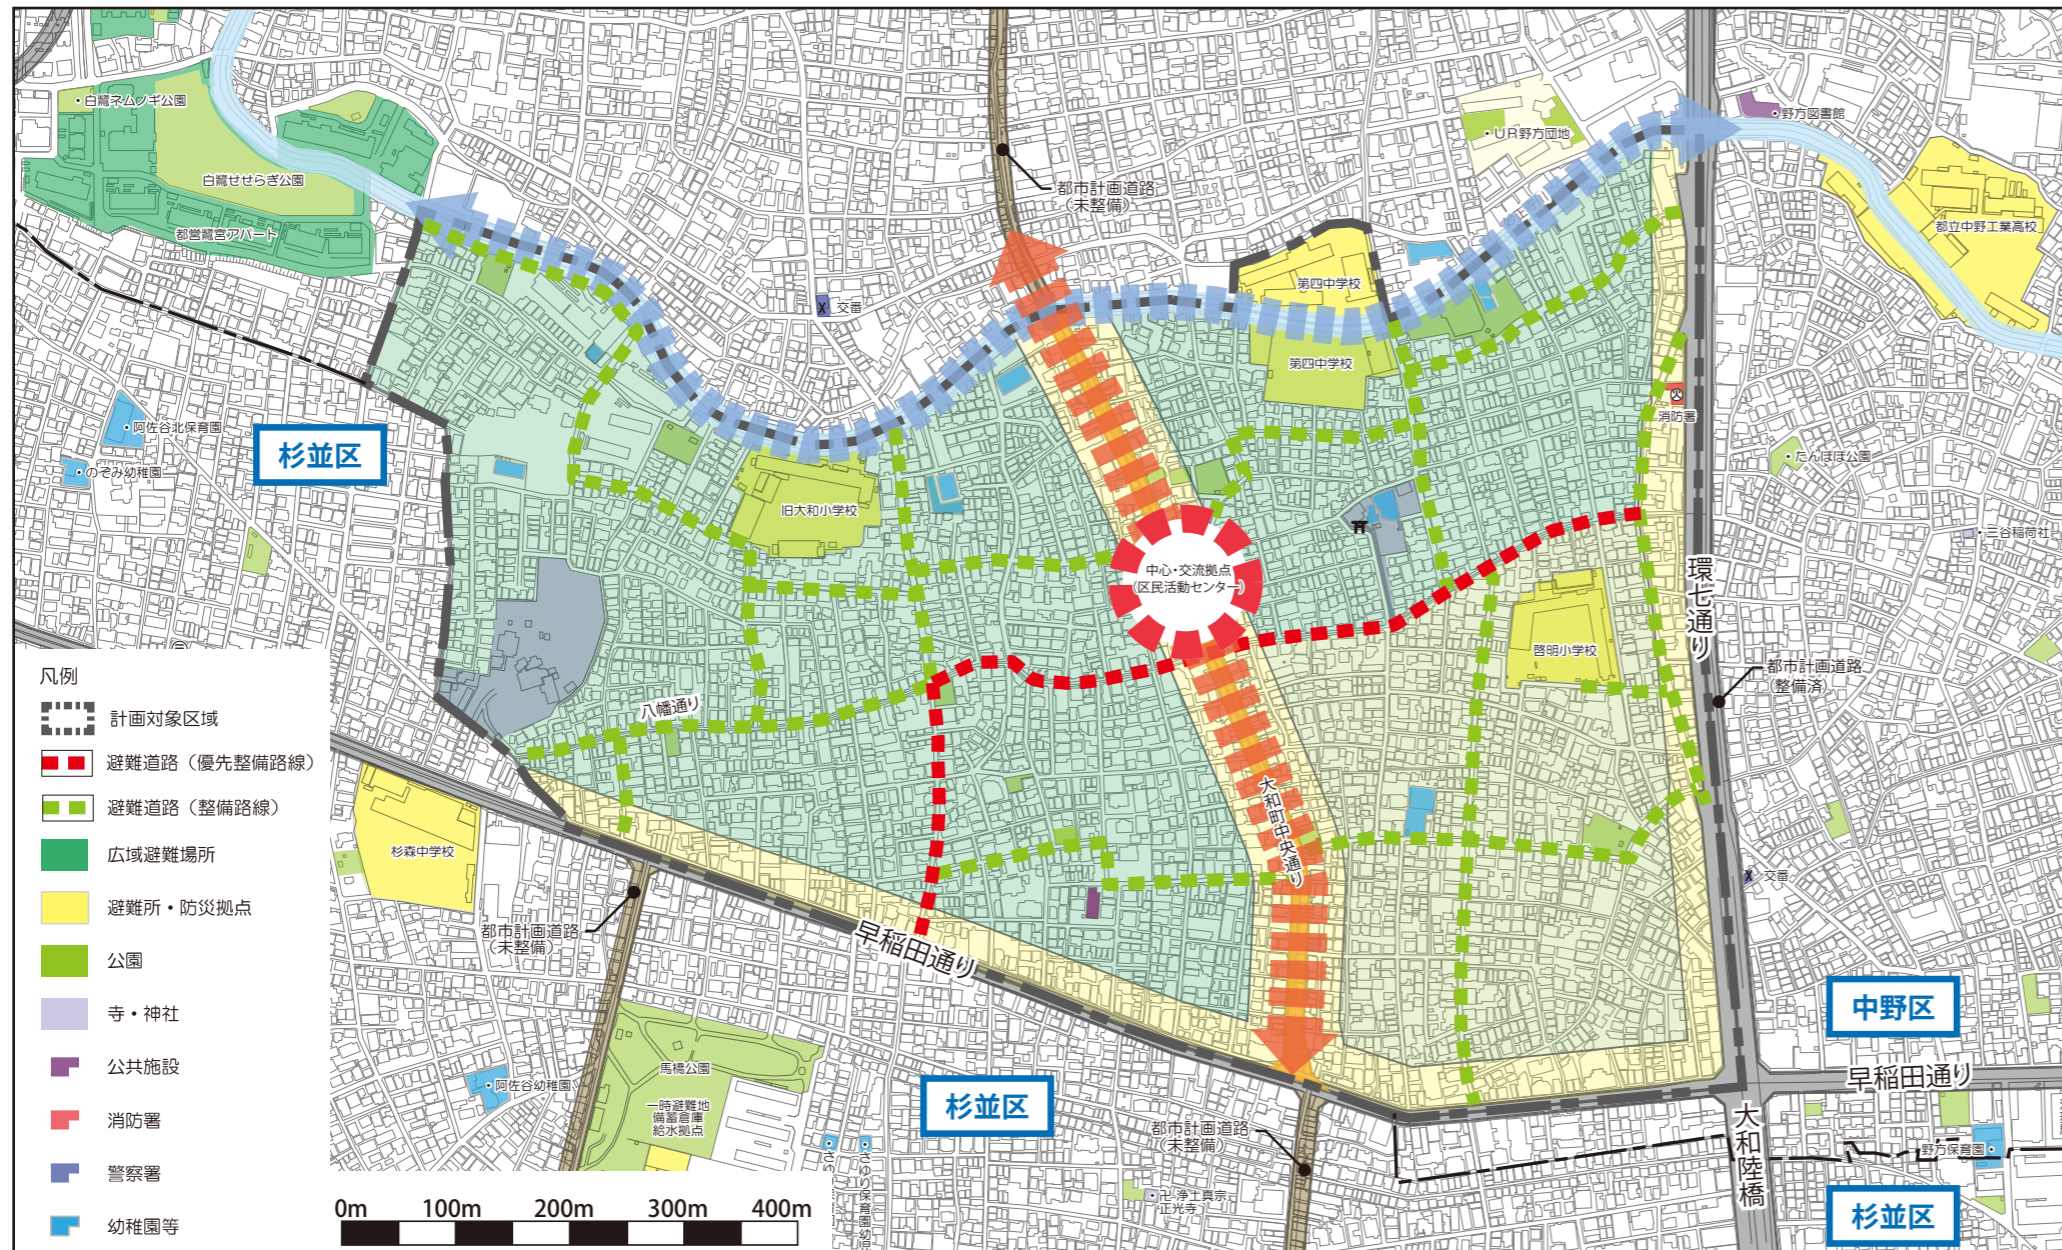 ・白鷺ネムノギ公園
白鷺せせらぎ公園
都営鷺宮アパート
都市計画道路
（未整備）
・UR野方団地
・野方図書館
都立中野工業高校
交番
第四中学校
第四中学校
消防署
・たんぽぽ公園
・三谷稲荷社
・阿佐谷北保育園
・のぞみ幼稚園
杉並区
旧大和小学校
中心・交流拠点
（区民活動センター）
環七通り
啓明小学校
都市計画道路
（整備済）
八幡通り
大和町中央通り
交番
杉森中学校
都市計画道路
（未整備）
早稲田通り
中野区
早稲田通り
馬橋公園
一時避難地
備蓄倉庫
給水拠点
・阿佐谷幼稚園
杉並区
都市計画道路
（未整備）
大和陸橋
野方保育園・
杉並区
さゆり保育園幼児
卍 浄土真宗
正光寺
凡例
計画対象区域
避難道路（優先整備路線）
避難道路（整備路線）
広域避難場所
避難所・防災拠点
公園
寺・神社
公共施設
消防署
警察署
幼稚園等
0m 100m 200m 300m 400m